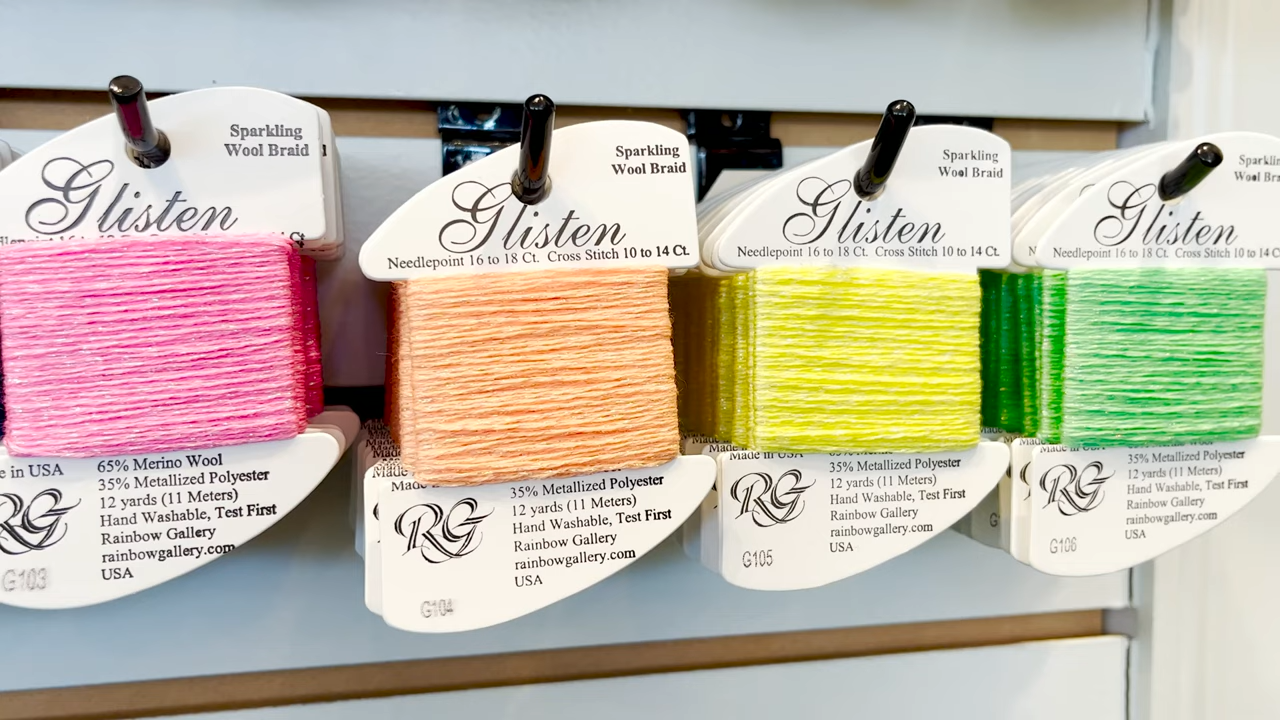 Sparkling
Wool Braid
Glisten
65% Merino Wool
e in USA
35% Metallized Polyester
12 yards (11 Meters)
RG
Hand Washable, Test First
Rainbow Gallery
rainbowgallery.com
USA
G103
Sparkling
Wool Braid
Glisten
Needlepoint 16 to 18 Ct. Cross Stitch 10 to 14 Ct.
35% Metallized Polyester
12 yards (11 Meters)
RG
Hand Washable, Test First
Rainbow Gallery
rainbowgallery.com
USA
G104
Sparkling
Wool Braid
Glisten
Needlepoint 16 to 18 Ct. Cross Stitch 10 to 14 Ct.
Made in USA
35% Metallized Polyester
12 yards (11 Meters)
RG
Hand Washable, Test First
Rainbow Gallery
rainbowgallery.com
USA
G105
Sparkling
Wool Bra
Glisten
Needlepoint 16 to 18 Ct. Cross Stitch 10 to 14 C
Made in USA
35% Metallized Polyester
12 yards (11 Meters)
RG
Hand Washable, Test First
Rainbow Gallery
rainbowgallery.com
USA
G106